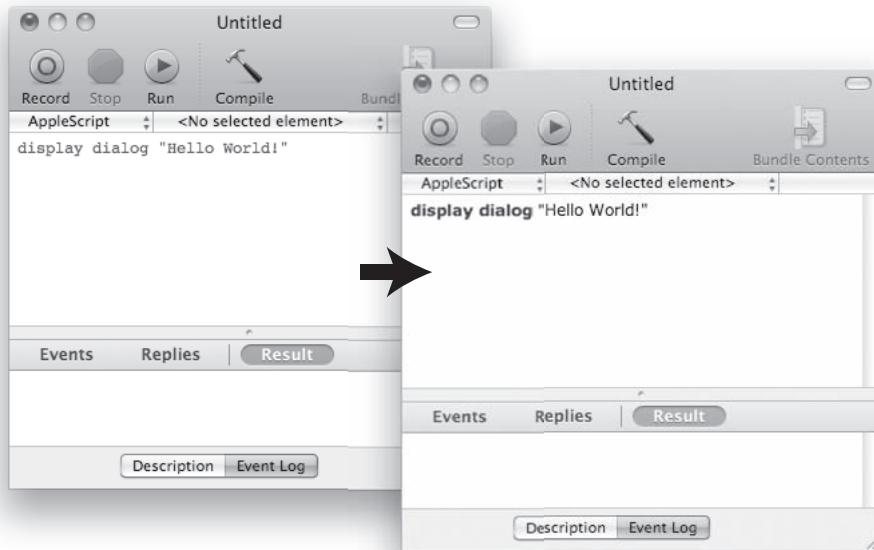 Untitled
Record Stop Run Compile
AppleScript <No selected element>
display dialog "Hello World!"
Events Replies Result
Description Event Log
Untitled
Record Stop Run Compile Bundle Contents
AppleScript <No selected element>
display dialog "Hello World!"
Events Replies Result
Description Event Log